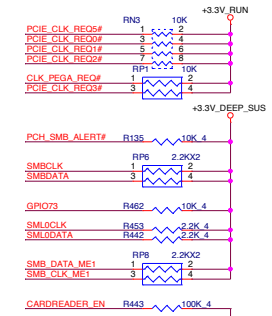 +3.3V_RUN
RN3 10K
PCIE_CLK_REQ5# 1 2
PCIE_CLK_REQ0# 3 4
PCIE_CLK_REQ1# 5 6
PCIE_CLK_REQ2# 7 8
RP1 10K
CLK_PEGA_REQ# 1 2
PCIE_CLK_REQ3# 3 4
+3.3V_DEEP_SUS
PCH_SMB_ALERT# R135 10K_4
RP6 2.2KX2
SMBCLK 1 2
SMBDATA 3 4
GPIO73 R462 10K_4
SML0CLK R453 2.2K_4
SML0DATA R442 2.2K_4
RP8 2.2KX2
SMB_DATA_ME1 1 2
SMB_CLK_ME1 3 4
CARDREADER_EN R443 100K_4